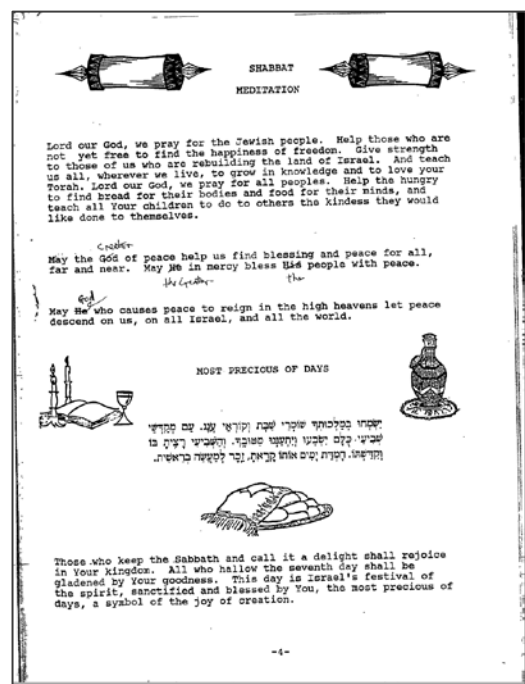 SHABBAT
MEDITATION
Lord our God, we pray for the Jewish people. Help those who are
not yet free to find the happiness of freedom. Give strength
to those of us who are rebuilding the land of Israel. And teach
us all, wherever we live, to grow in knowledge and to love your
Torah. Lord our God, we pray for all peoples. Help the hungry
to find bread for their bodies and food for their minds, and
teach all Your children to do to others the kindess they would
like done to themselves.
Creator
May the God of peace help us find blessing and peace for all,
far and near. May He in mercy bless His people with peace.
the Creator the
God
May He who causes peace to reign in the high heavens let peace
descend on us, on all Israel, and all the world.
MOST PRECIOUS OF DAYS
יִשְׂמְחוּ בְמַלְכוּתְךָ שׁוֹמְרֵי שַׁבָּת וְקוֹרְאֵי עֹנֶג. עַם מְקַדְּשֵׁי
שְׁבִיעִי. כֻּלָּם יִשְׂבְּעוּ וְיִתְעַנְּגוּ מִטּוּבֶךָ. וְהַשְּׁבִיעִי רָצִיתָ בּוֹ
וְקִדַּשְׁתּוֹ. חֶמְדַּת יָמִים אוֹתוֹ קָרָאתָ, זֵכֶר לְמַעֲשֵׂה בְרֵאשִׁית.
Those who keep the Sabbath and call it a delight shall rejoice
in Your kingdom. All who hallow the seventh day shall be
gladened by Your goodness. This day is Israel's festival of
the spirit, sanctified and blessed by You, the most precious of
days, a symbol of the joy of creation.
-4-